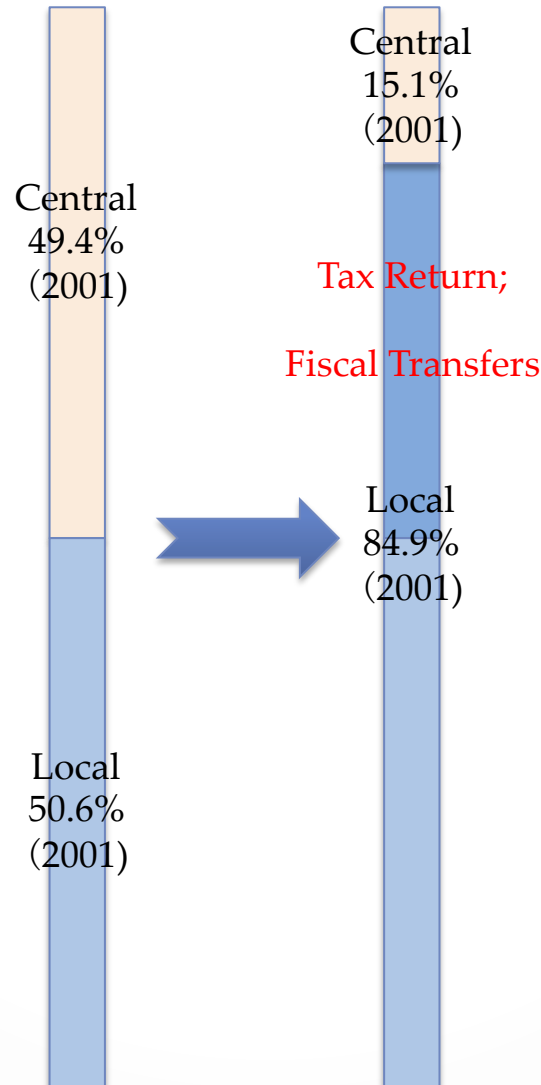 Central
49.4%
(2001)
Local
50.6%
(2001)
Central
15.1%
(2001)
Tax Return;
Fiscal Transfers
Local
84.9%
(2001)